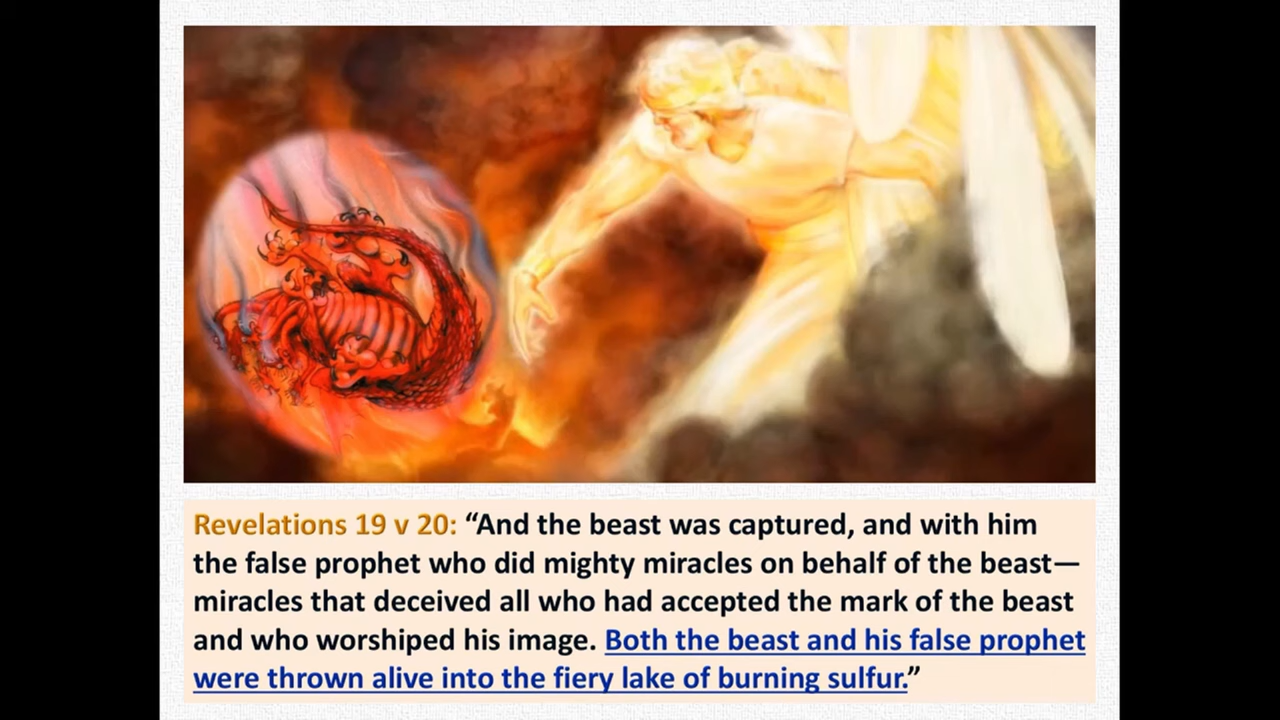 Revelations 19 v 20: “And the beast was captured, and with him
the false prophet who did mighty miracles on behalf of the beast—
miracles that deceived all who had accepted the mark of the beast
and who worshiped his image. Both the beast and his false prophet
were thrown alive into the fiery lake of burning sulfur.”